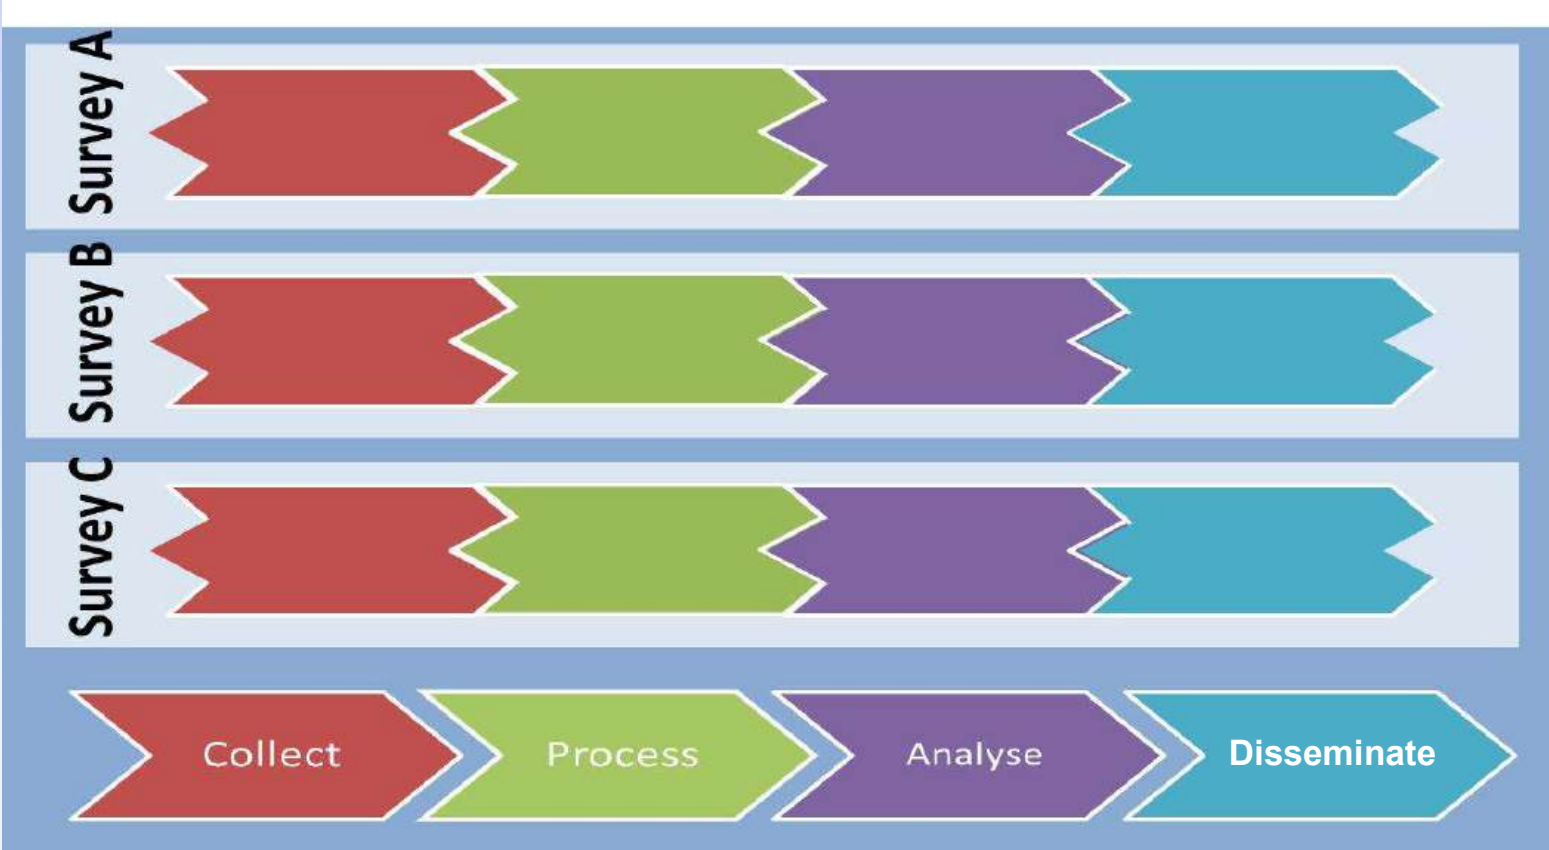 Survey A
Survey B
Survey C
Collect
Process
Analyse
Disseminate